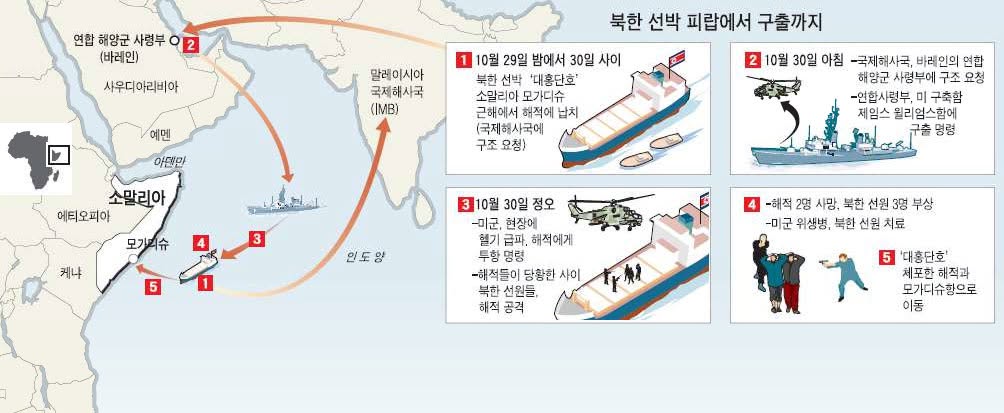 북한 선박 피랍에서 구출까지
연합 해양군 사령부
(바레인)
2
사우디아라비아
예멘
아덴만
소말리아
에티오피아
모가디슈
케냐
말레이시아
국제해사국
(IMB)
인도양
3
4
1
5
1 10월 29일 밤에서 30일 사이
북한 선박 ‘대홍단호’
소말리아 모가디슈
근해에서 해적에 납치
(국제해사국에
구조 요청)
2 10월 30일 아침
–국제해사국, 바레인의 연합
해양군 사령부에 구조 요청
–연합사령부, 미 구축함
제임스 윌리엄스함에
구출 명령
3 10월 30일 정오
–미군, 현장에
헬기 급파, 해적에게
투항 명령
–해적들이 당황한 사이
북한 선원들,
해적 공격
4 –해적 2명 사망, 북한 선원 3명 부상
–미군 위생병, 북한 선원 치료
5 ‘대홍단호’
체포한 해적과
모가디슈항으로
이동